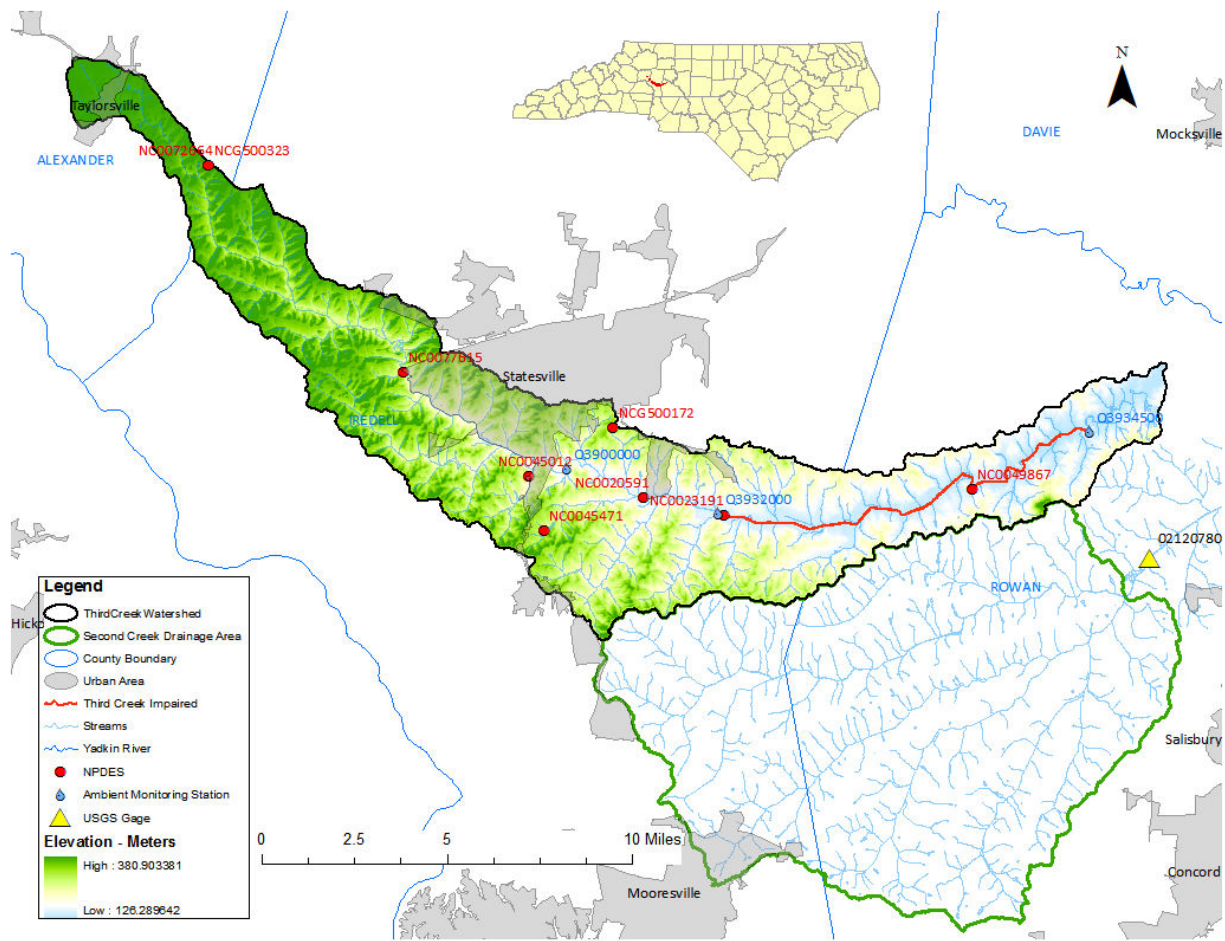 N
DAVIE
Mocksville
Taylorsville
ALEXANDER
NC0072664 NCG500323
NC0077615
Statesville
IREDELL
NCG500172
Q3934500
Q3900000
NC0045012
NC0020591
NC0049867
NC0023191
Q3932000
NC0045471
02120780
ROWAN
Legend
ThirdCreek Watershed
Second Creek Drainage Area
County Boundary
Urban Area
Third Creek Impaired
Streams
Yadkin River
NPDES
Ambient Monitoring Station
USGS Gage
Elevation - Meters
High : 380.903381
Low : 126.289642
Hicko
Salisbury
0 2.5 5 10 Miles
Mooresville
Concord